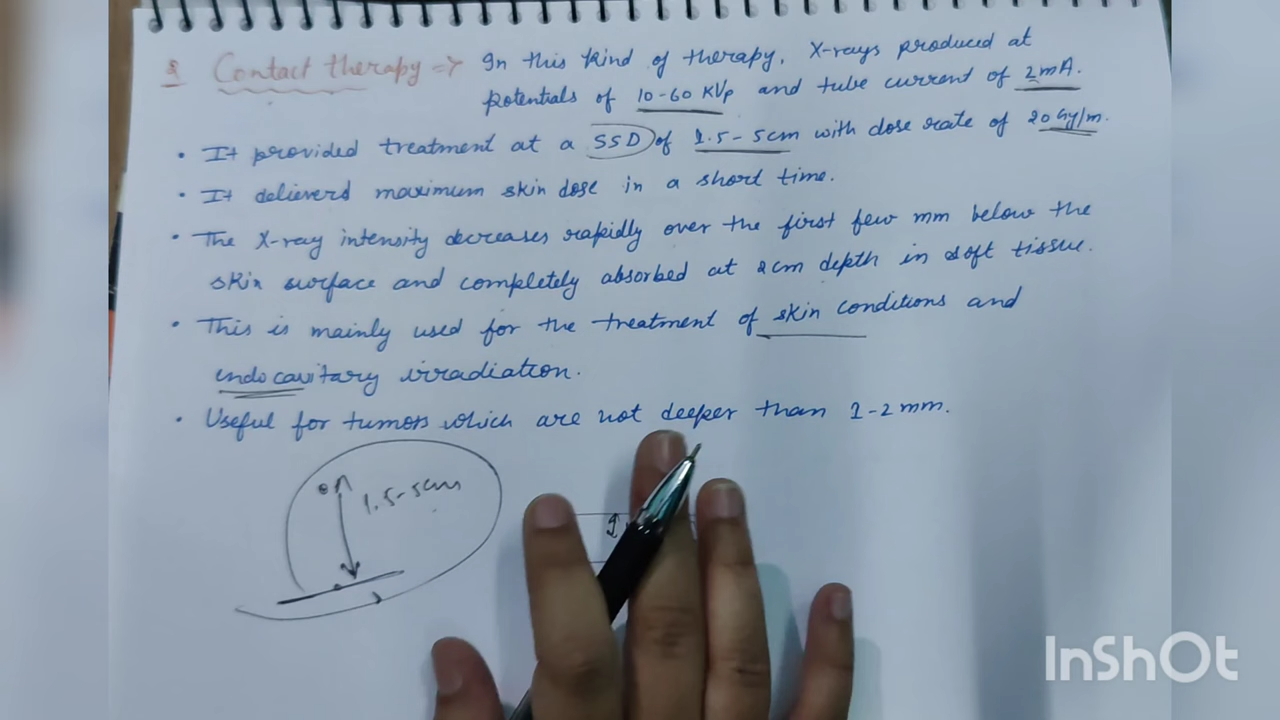 2 Contact therapy => In this kind of therapy, X-rays produced at
potentials of 10-60 KVp and tube current of 2mA.
• It provided treatment at a SSD of 1.5-5cm with dose rate of 20Gy/m.
• It delieverd maximum skin dose in a short time.
• The X-ray intensity decreases rapidly over the first few mm below the
skin surface and completely absorbed at 2cm depth in soft tissue.
• This is mainly used for the treatment of skin conditions and
endocavitary irradiation.
• Useful for tumors which are not deeper than 1-2mm.
1.5-5cm
InShOt